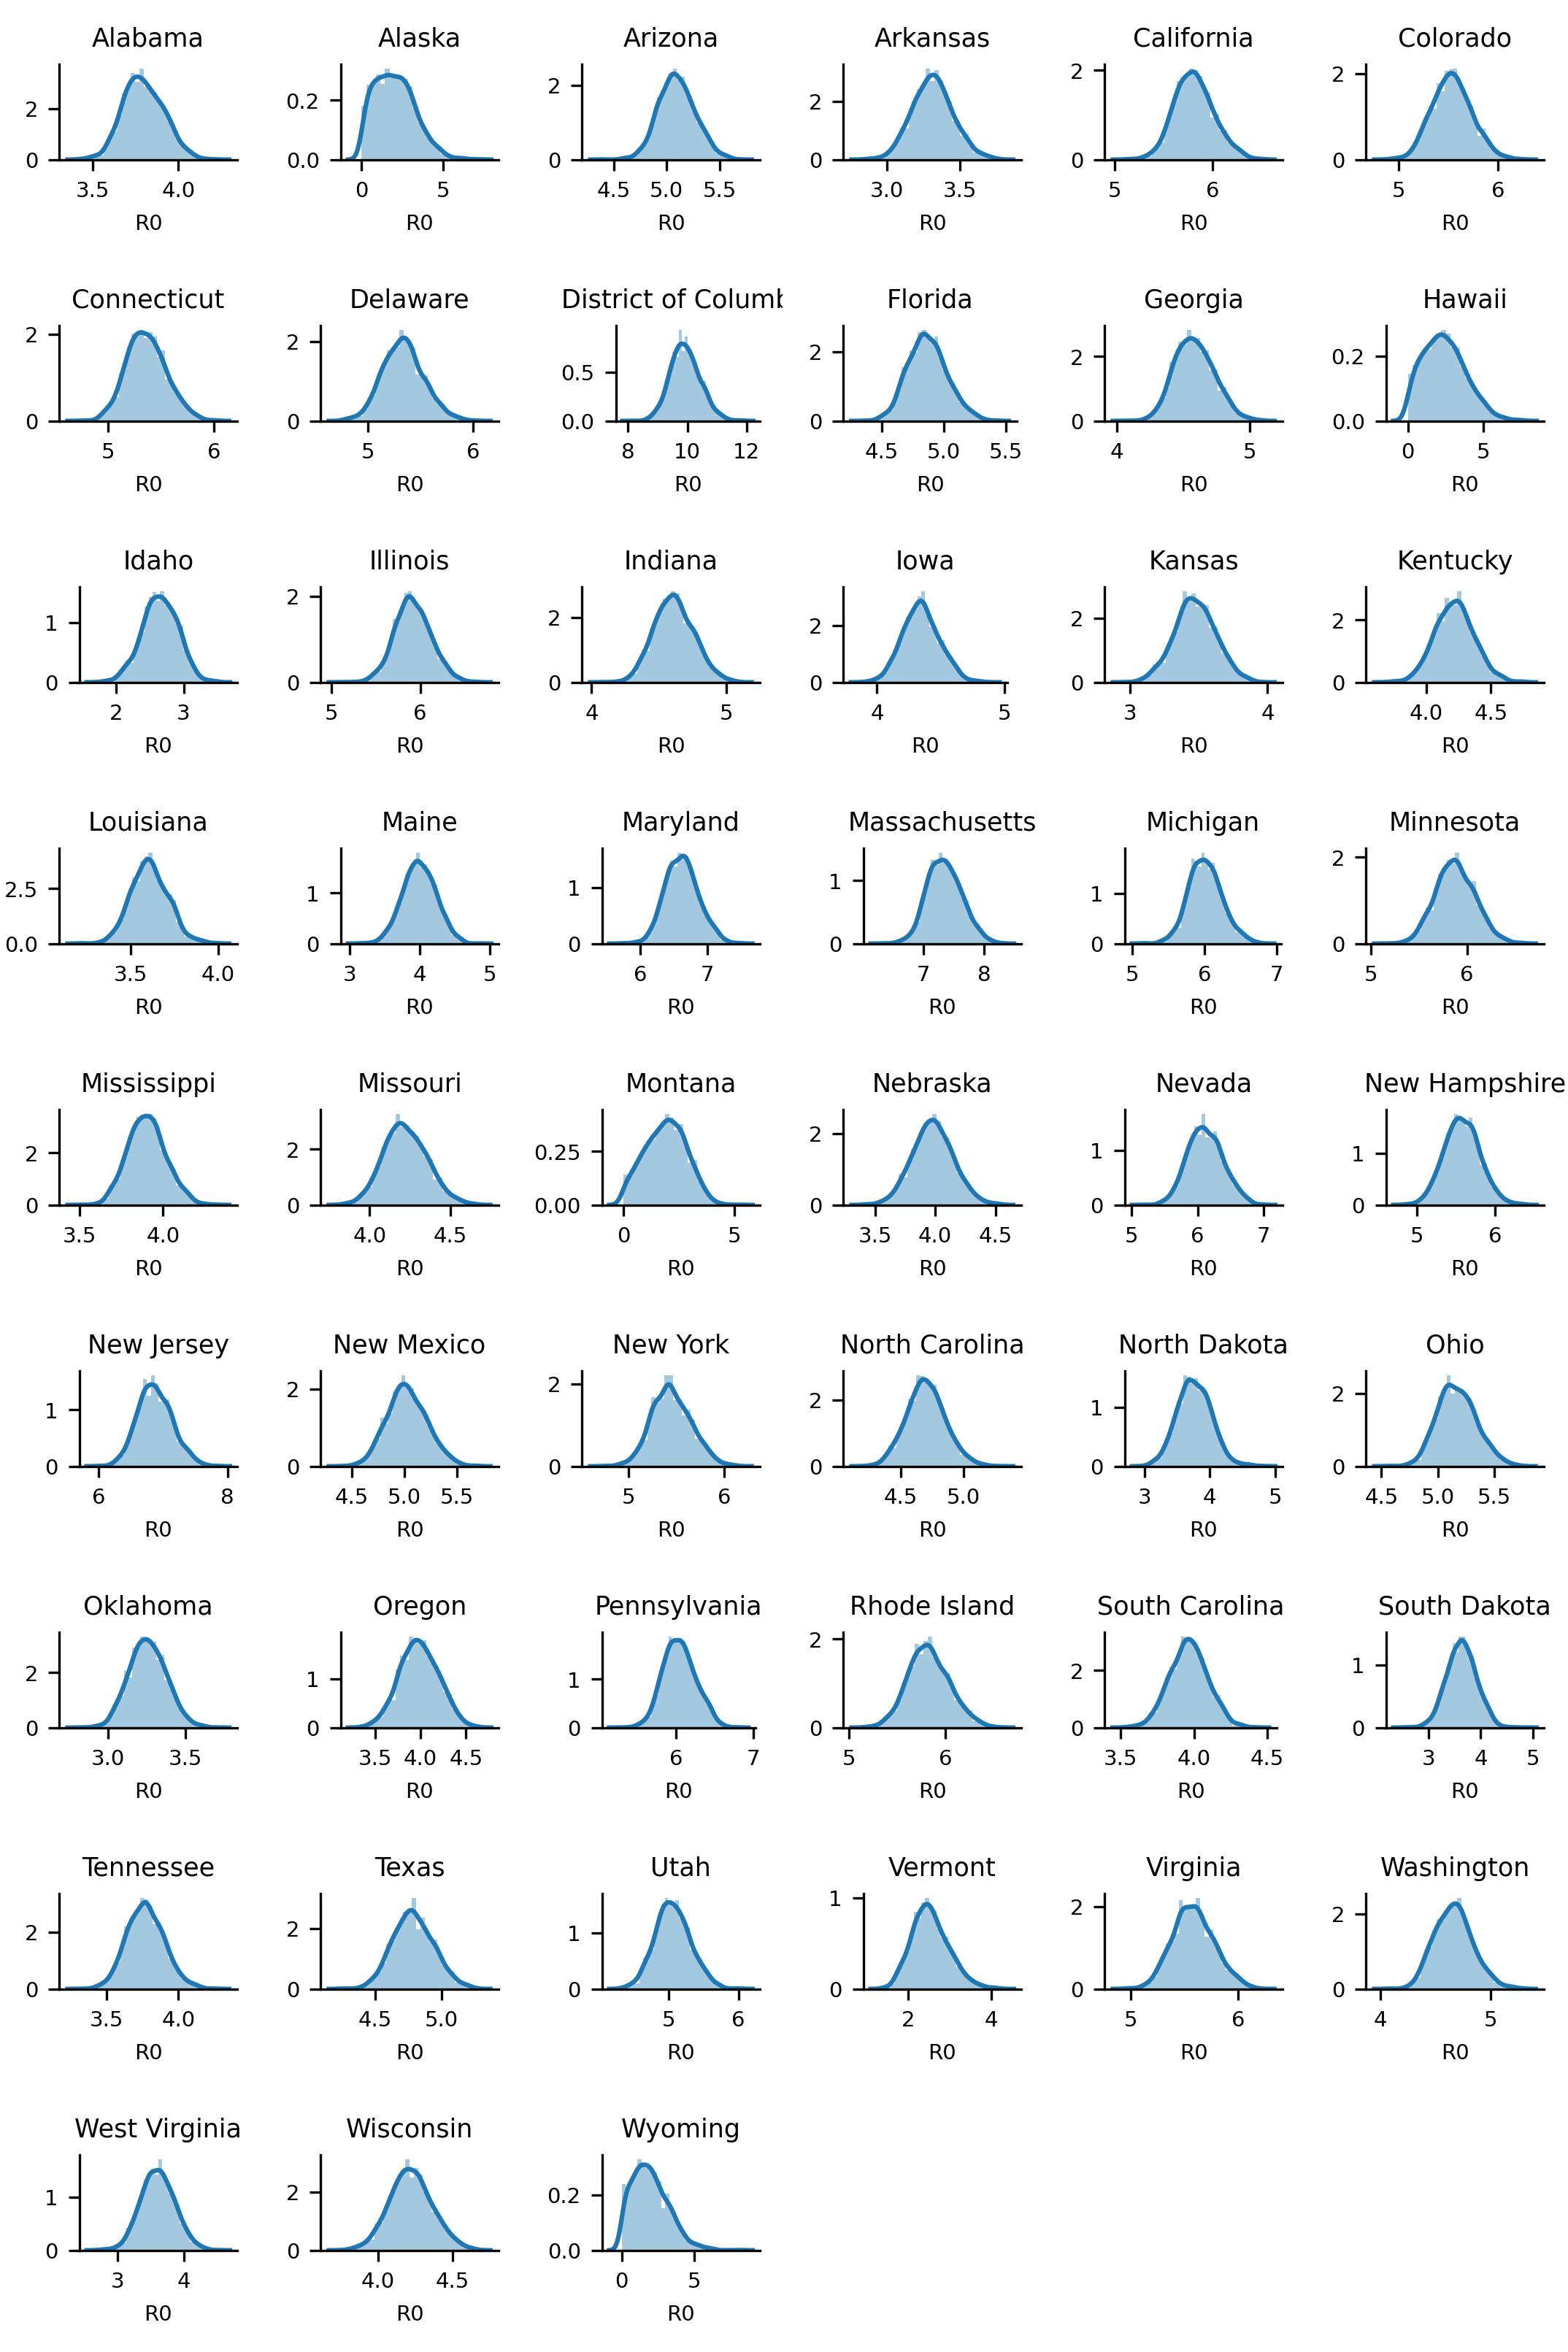 Alabama Alaska Arizona Arkansas California Colorado
2 0.2 2 2 2 2
0 0.0 0 0 0 0
3.5 4.0 0 5 4.5 5.0 5.5 3.0 3.5 5 6 5 6
R0 R0 R0 R0 R0 R0
Connecticut Delaware District of Columb Florida Georgia Hawaii
2 2 0.5 2 2 0.2
0 0 0.0 0 0 0.0
5 6 5 6 8 10 12 4.5 5.0 5.5 4 5 0 5
R0 R0 R0 R0 R0 R0
Idaho Illinois Indiana Iowa Kansas Kentucky
1 2 2 2 2 2
0 0 0 0 0 0
2 3 5 6 4 5 4 5 3 4 4.0 4.5
R0 R0 R0 R0 R0 R0
Louisiana Maine Maryland Massachusetts Michigan Minnesota
2.5 1 1 1 1 2
0.0 0 0 0 0 0
3.5 4.0 3 4 5 6 7 7 8 5 6 7 5 6
R0 R0 R0 R0 R0 R0
Mississippi Missouri Montana Nebraska Nevada New Hampshire
2 2 0.25 2 1 1
0 0 0.00 0 0 0
3.5 4.0 4.0 4.5 0 5 3.5 4.0 4.5 5 6 7 5 6
R0 R0 R0 R0 R0 R0
New Jersey New Mexico New York North Carolina North Dakota Ohio
1 2 2 2 1 2
0 0 0 0 0 0
6 8 4.5 5.0 5.5 5 6 4.5 5.0 3 4 5 4.5 5.0 5.5
R0 R0 R0 R0 R0 R0
Oklahoma Oregon Pennsylvania Rhode Island South Carolina South Dakota
2 1 1 2 2 1
0 0 0 0 0 0
3.0 3.5 3.5 4.0 4.5 6 7 5 6 3.5 4.0 4.5 3 4 5
R0 R0 R0 R0 R0 R0
Tennessee Texas Utah Vermont Virginia Washington
2 2 1 1 2 2
0 0 0 0 0 0
3.5 4.0 4.5 5.0 5 6 2 4 5 6 4 5
R0 R0 R0 R0 R0 R0
West Virginia Wisconsin Wyoming
1 2 0.2
0 0 0.0
3 4 4.0 4.5 0 5
R0 R0 R0